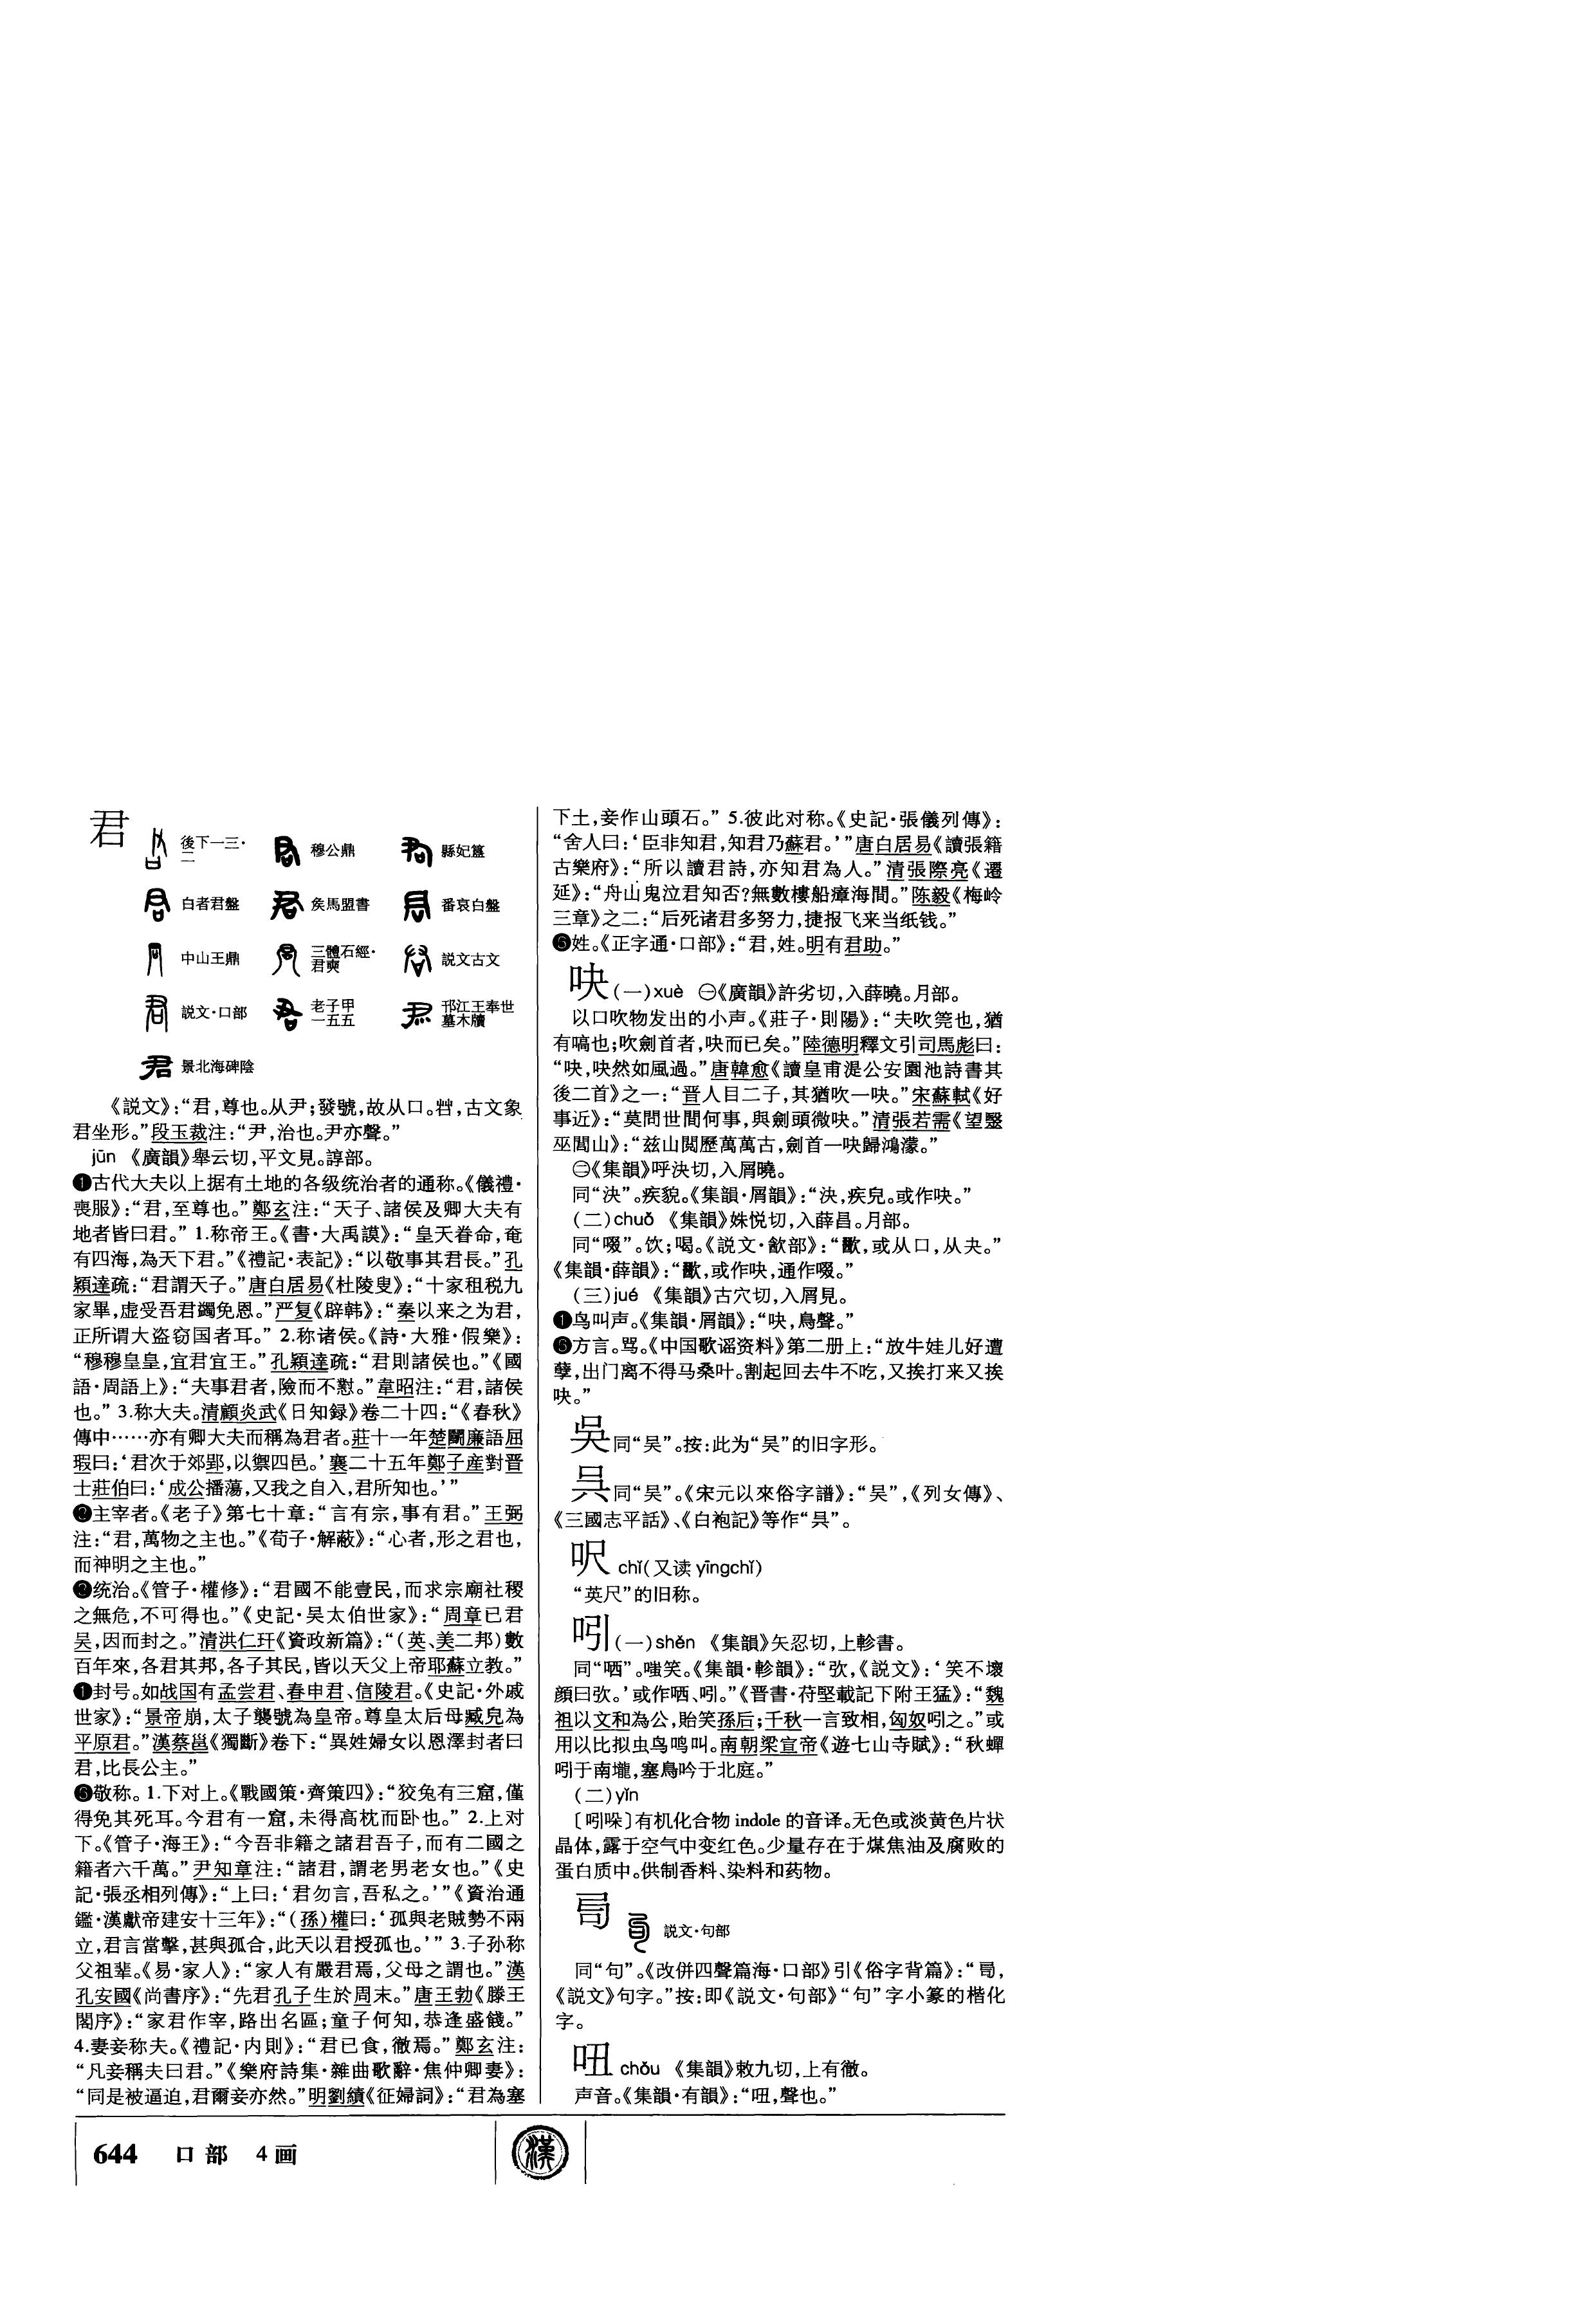 君
後下一三·二
穆公鼎
縣妃簋
白者君盤
矦馬盟書
番哀白盤
中山王鼎
三體石經·君奭
説文古文
説文·口部
老子甲一五五
邗江王奉世墓木牘
景北海碑陰
《説文》：“君，尊也。从尹；發號，故从口。𠱩，古文象
君坐形。”段玉裁注：“尹，治也。尹亦聲。”
jūn 《廣韻》舉云切，平文見。諄部。
❶古代大夫以上据有土地的各级统治者的通称。《儀禮·
喪服》：“君，至尊也。”鄭玄注：“天子、諸侯及卿大夫有
地者皆曰君。” 1.称帝王。《書·大禹謨》：“皇天眷命，奄
有四海，為天下君。”《禮記·表記》：“以敬事其君長。”孔
穎達疏：“君謂天子。”唐白居易《杜陵叟》：“十家租税九
家畢，虚受吾君蠲免恩。”严复《辟韩》：“秦以来之为君，
正所谓大盗窃国者耳。” 2.称诸侯。《詩·大雅·假樂》：
“穆穆皇皇，宜君宜王。”孔穎達疏：“君則諸侯也。”《國
語·周語上》：“夫事君者，險而不懟。”韋昭注：“君，諸侯
也。” 3.称大夫。清顧炎武《日知録》卷二十四：“《春秋》
傳中……亦有卿大夫而稱為君者。莊十一年楚鬭廉語屈
瑕曰：‘君次于郊郢，以禦四邑。’襄二十五年鄭子産對晋
士莊伯曰：‘成公播蕩，又我之自入，君所知也。’”
❷主宰者。《老子》第七十章：“言有宗，事有君。”王弼
注：“君，萬物之主也。”《荀子·解蔽》：“心者，形之君也，
而神明之主也。”
❷统治。《管子·權修》：“君國不能壹民，而求宗廟社稷
之無危，不可得也。”《史記·吴太伯世家》：“周章已君
吴，因而封之。”清洪仁玕《資政新篇》：“（英、美二邦）數
百年來，各君其邦，各子其民，皆以天父上帝耶蘇立教。”
❶封号。如战国有孟尝君、春申君、信陵君。《史記·外戚
世家》：“景帝崩，太子襲號為皇帝。尊皇太后母臧兒為
平原君。”漢蔡邕《獨斷》卷下：“異姓婦女以恩澤封者曰
君，比長公主。”
❺敬称。1.下对上。《戰國策·齊策四》：“狡兔有三窟，僅
得免其死耳。今君有一窟，未得高枕而卧也。” 2.上对
下。《管子·海王》：“今吾非籍之諸君吾子，而有二國之
籍者六千萬。”尹知章注：“諸君，謂老男老女也。”《史
記·張丞相列傳》：“上曰：‘君勿言，吾私之。’”《資治通
鑑·漢獻帝建安十三年》：“（孫）權曰：‘孤與老賊勢不兩
立，君言當擊，甚與孤合，此天以君授孤也。’” 3.子孙称
父祖辈。《易·家人》：“家人有嚴君焉，父母之謂也。”漢
孔安國《尚書序》：“先君孔子生於周末。”唐王勃《滕王
閣序》：“家君作宰，路出名區；童子何知，恭逢盛餞。”
4.妻妾称夫。《禮記·内則》：“君已食，徹焉。”鄭玄注：
“凡妾稱夫曰君。”《樂府詩集·雜曲歌辭·焦仲卿妻》：
“同是被逼迫，君爾妾亦然。”明劉績《征婦詞》：“君為塞
下土，妾作山頭石。” 5.彼此对称。《史記·張儀列傳》：
“舍人曰：‘臣非知君，知君乃蘇君。’”唐白居易《讀張籍
古樂府》：“所以讀君詩，亦知君為人。”清張際亮《遷
延》：“舟山鬼泣君知否？無數樓船瘴海間。”陈毅《梅岭
三章》之二：“后死诸君多努力，捷报飞来当纸钱。”
❺姓。《正字通·口部》：“君，姓。明有君助。”
吷（一）xuè ㊀《廣韻》許劣切，入薛曉。月部。
以口吹物发出的小声。《莊子·則陽》：“夫吹筦也，猶
有嗃也；吹劍首者，吷而已矣。”陸德明釋文引司馬彪曰：
“吷，吷然如風過。”唐韓愈《讀皇甫湜公安園池詩書其
後二首》之一：“晋人目二子，其猶吹一吷。”宋蘇軾《好
事近》：“莫問世間何事，與劍頭微吷。”清張若需《望醫
巫閭山》：“兹山閲歷萬萬古，劍首一吷歸鴻濛。”
㊁《集韻》呼決切，入屑曉。
同“決”。疾貌。《集韻·屑韻》：“決，疾皃。或作吷。”
（二）chuò 《集韻》姝悦切，入薛昌。月部。
同“啜”。饮；喝。《説文·㱃部》：“歠，或从口，从夬。”
《集韻·薛韻》：“歠，或作吷，通作啜。”
（三）jué 《集韻》古穴切，入屑見。
❶鸟叫声。《集韻·屑韻》：“吷，鳥聲。”
❻方言。骂。《中国歌谣资料》第二册上：“放牛娃儿好遭
孽，出门离不得马桑叶。割起回去牛不吃，又挨打来又挨
吷。”
吳同“吴”。按：此为“吴”的旧字形。
呉同“吴”。《宋元以來俗字譜》：“吴”，《列女傳》、
《三國志平話》、《白袍記》等作“呉”。
呎 chǐ（又读 yīngchǐ）
“英尺”的旧称。
吲（一）shěn 《集韻》矢忍切，上軫書。
同“哂”。嗤笑。《集韻·軫韻》：“弞，《説文》：‘笑不壞
顔曰弞。’或作哂、吲。”《晋書·苻堅載記下附王猛》：“魏
祖以文和為公，貽笑孫后；千秋一言致相，匈奴吲之。”或
用以比拟虫鸟鸣叫。南朝梁宣帝《遊七山寺賦》：“秋蟬
吲于南壠，塞鳥吟于北庭。”
（二）yǐn
〔吲哚〕有机化合物 indole 的音译。无色或淡黄色片状
晶体，露于空气中变红色。少量存在于煤焦油及腐败的
蛋白质中。供制香料、染料和药物。
説文·句部
同“句”。《改併四聲篇海·口部》引《俗字背篇》：“
《説文》句字。”按：即《説文·句部》“句”字小篆的楷化
字。
吜 chǒu 《集韻》敕九切，上有徹。
声音。《集韻·有韻》：“吜，聲也。”
644 口部 4画
漢